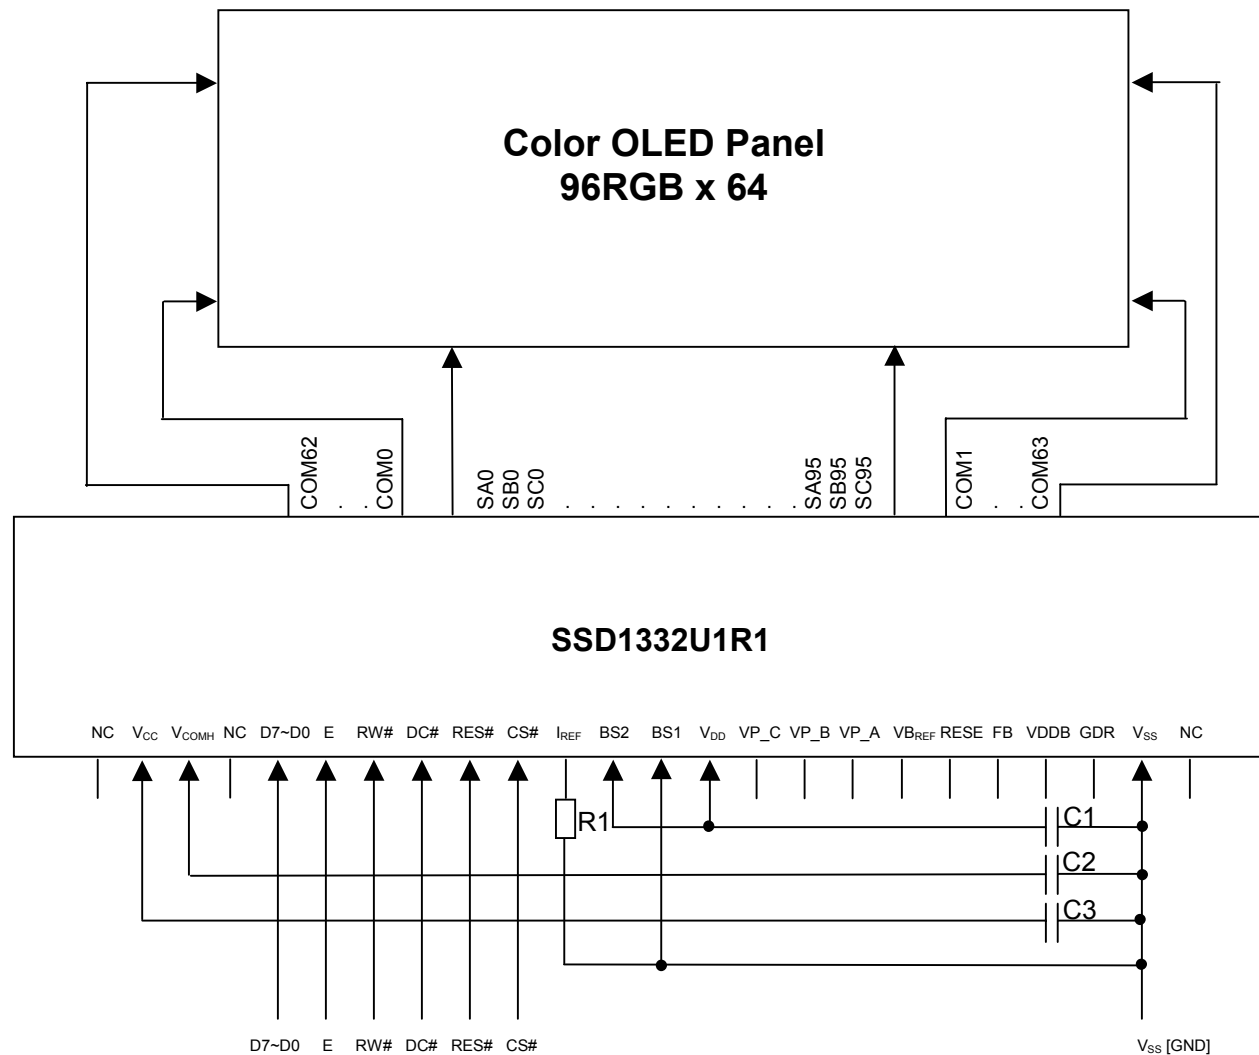 Color OLED Panel
96RGB x 64
COM62 . . COM0 SA0 SB0 SC0 . . . . . . . . . . SA95 SB95 SC95 COM1 . . COM63
SSD1332U1R1
NC VCC VCOMH NC D7~D0 E RW# DC# RES# CS# IREF BS2 BS1 VDD VP_C VP_B VP_A VBREF RESE FB VDDB GDR VSS NC
R1
C1
C2
C3
D7~D0 E RW# DC# RES# CS# VSS [GND]